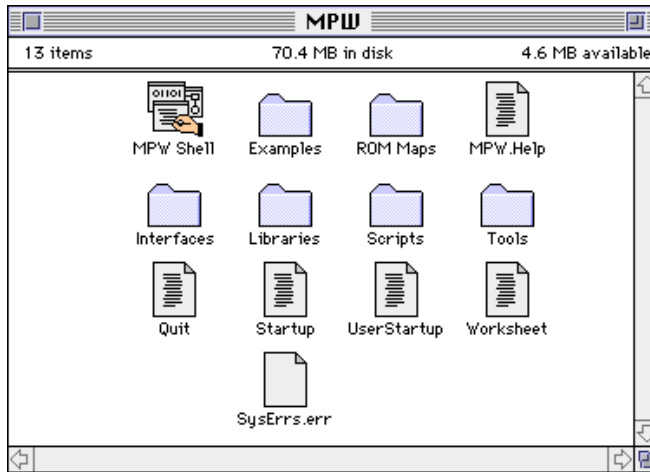 MPW
13 items 70.4 MB in disk 4.6 MB available
01101
MPW Shell Examples ROM Maps MPW.Help
Interfaces Libraries Scripts Tools
Quit Startup UserStartup Worksheet
SysErrs.err